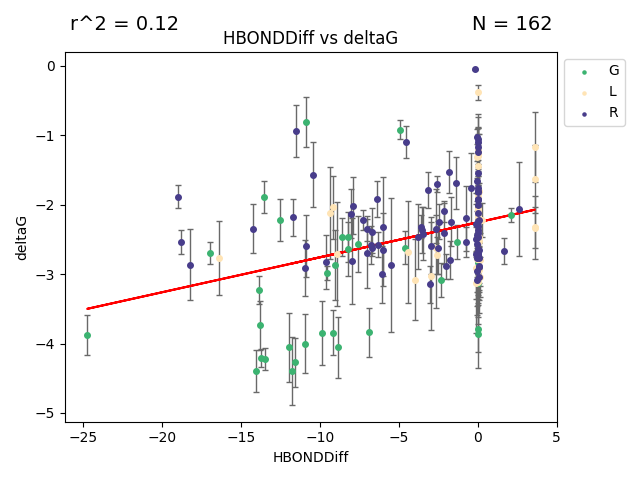 r^2 = 0.12
N = 162
HBONDDiff vs deltaG
G
L
R
0
−1
−2
−3
−4
−5
deltaG
−25
−20
−15
−10
−5
0
5
HBONDDiff